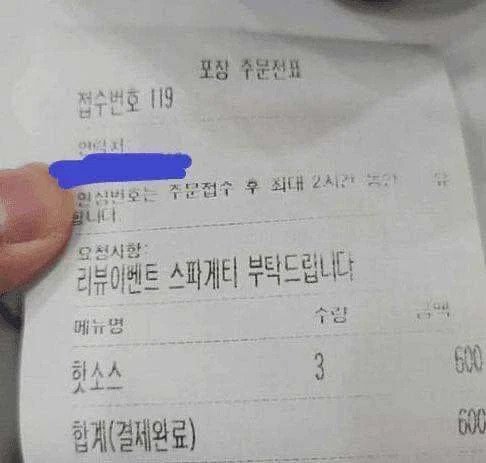 포장 주문전표
접수번호 119
연락처
안심번호는 주문접수 후 최대 2시간 동안 유
합니다
요청사항:
리뷰이벤트 스파게티 부탁드립니다
메뉴명 수량 금액
핫소스 3 600
합계(결제완료) 600